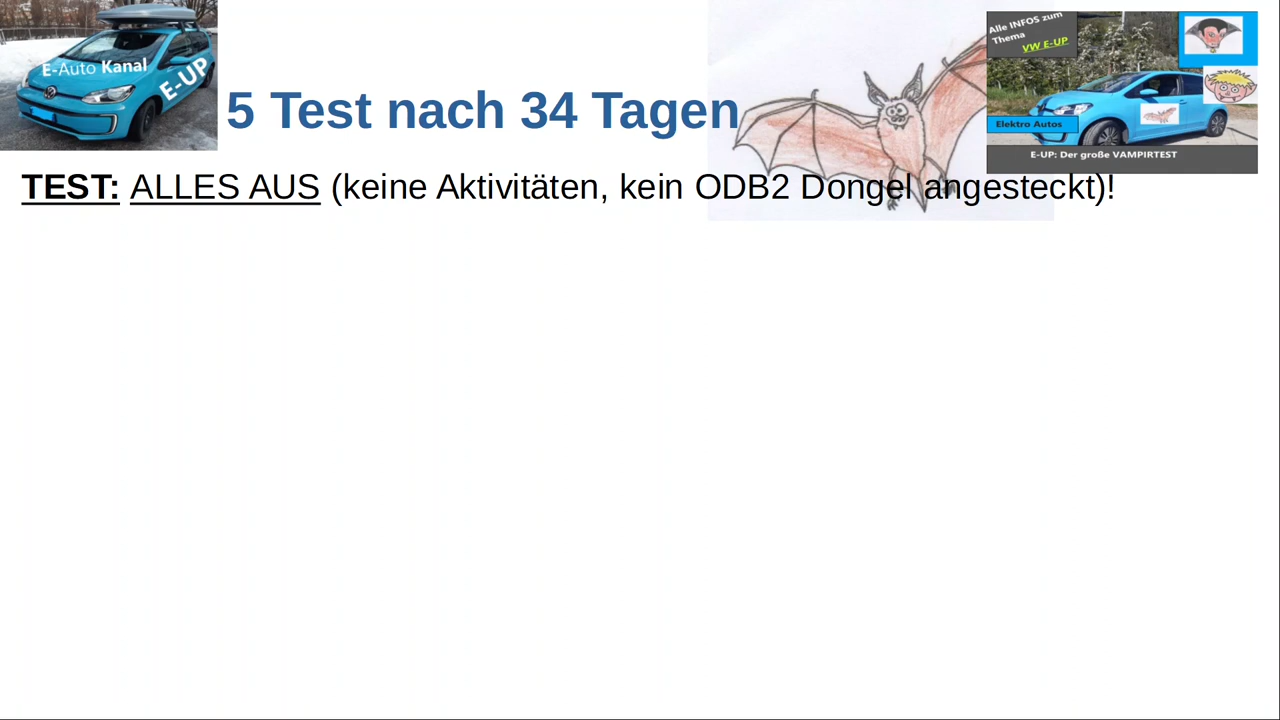 E-Auto Kanal
E-UP
5 Test nach 34 Tagen
Alle INFOS zum
Thema
VW E-UP
Elektro Autos
E-UP: Der große VAMPIRTEST
TEST: ALLES AUS (keine Aktivitäten, kein ODB2 Dongel angesteckt)!